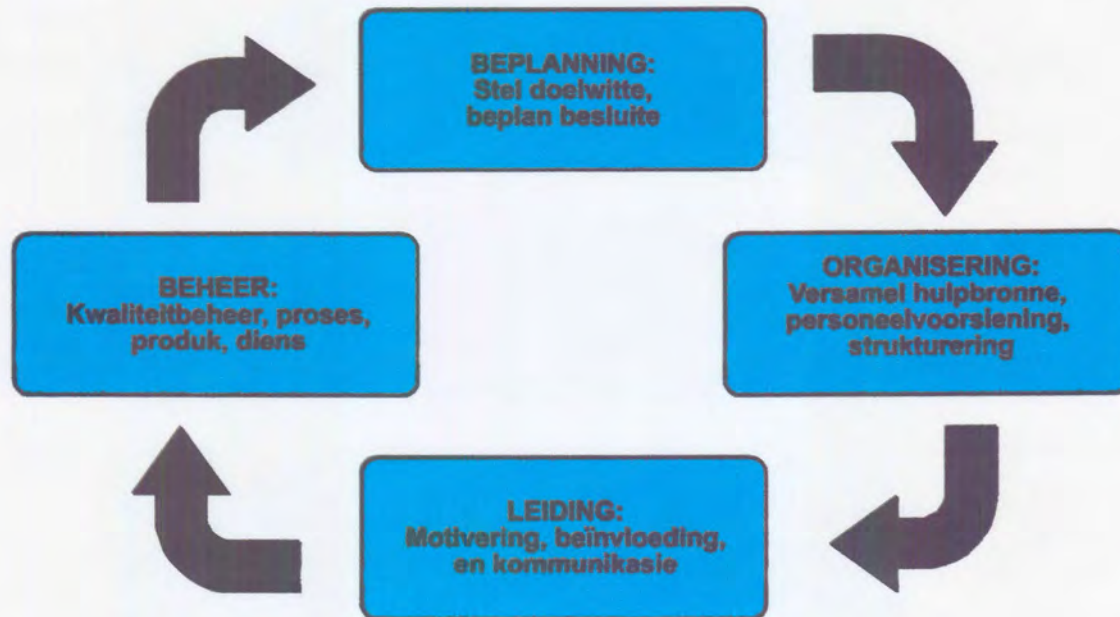 BEPLANNING:
Stel doelwitte,
beplan besluite
BEHEER:
Kwaliteitbeheer, proses,
produk, diens
ORGANISERING:
Versamel hulpbronne,
personeelvoorsiening,
strukturering
LEIDING:
Motivering, beïnvloeding,
en kommunikasie